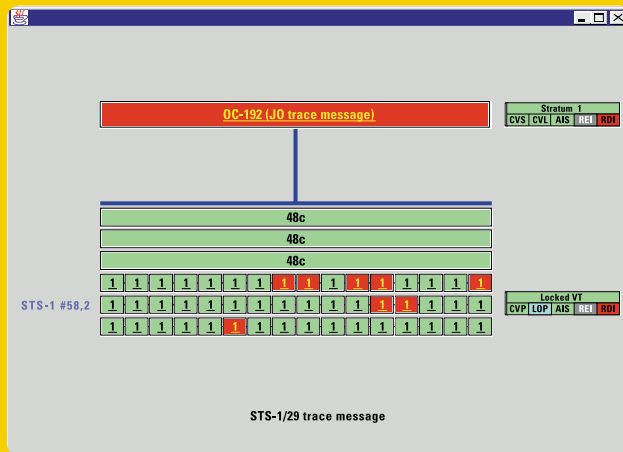 OC-192 (JO trace message)
Stratum 1
CVS CVL AIS REI RDI
48c
48c
48c
1 1 1 1 1 1 1 1 1 1 1 1 1 1 1 1
STS-1 #58,2
1 1 1 1 1 1 1 1 1 1 1 1 1 1 1 1
Locked VT
CVP LOP AIS REI RDI
1 1 1 1 1 1 1 1 1 1 1 1 1 1 1 1
STS-1/29 trace message